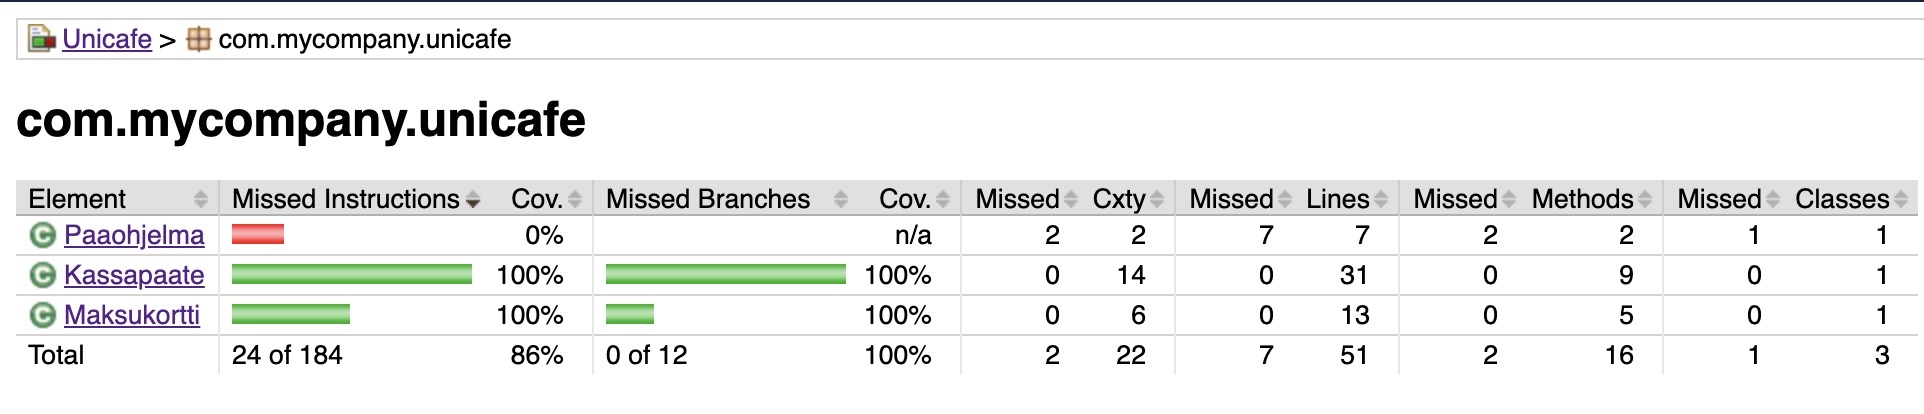 Unicafe > com.mycompany.unicafe
com.mycompany.unicafe
Element Missed Instructions Cov. Missed Branches Cov. Missed Cxty Missed Lines Missed Methods Missed Classes
C Paaohjelma 0% n/a 2 2 7 7 2 2 1 1
C Kassapaate 100% 100% 0 14 0 31 0 9 0 1
C Maksukortti 100% 100% 0 6 0 13 0 5 0 1
Total 24 of 184 86% 0 of 12 100% 2 22 7 51 2 16 1 3